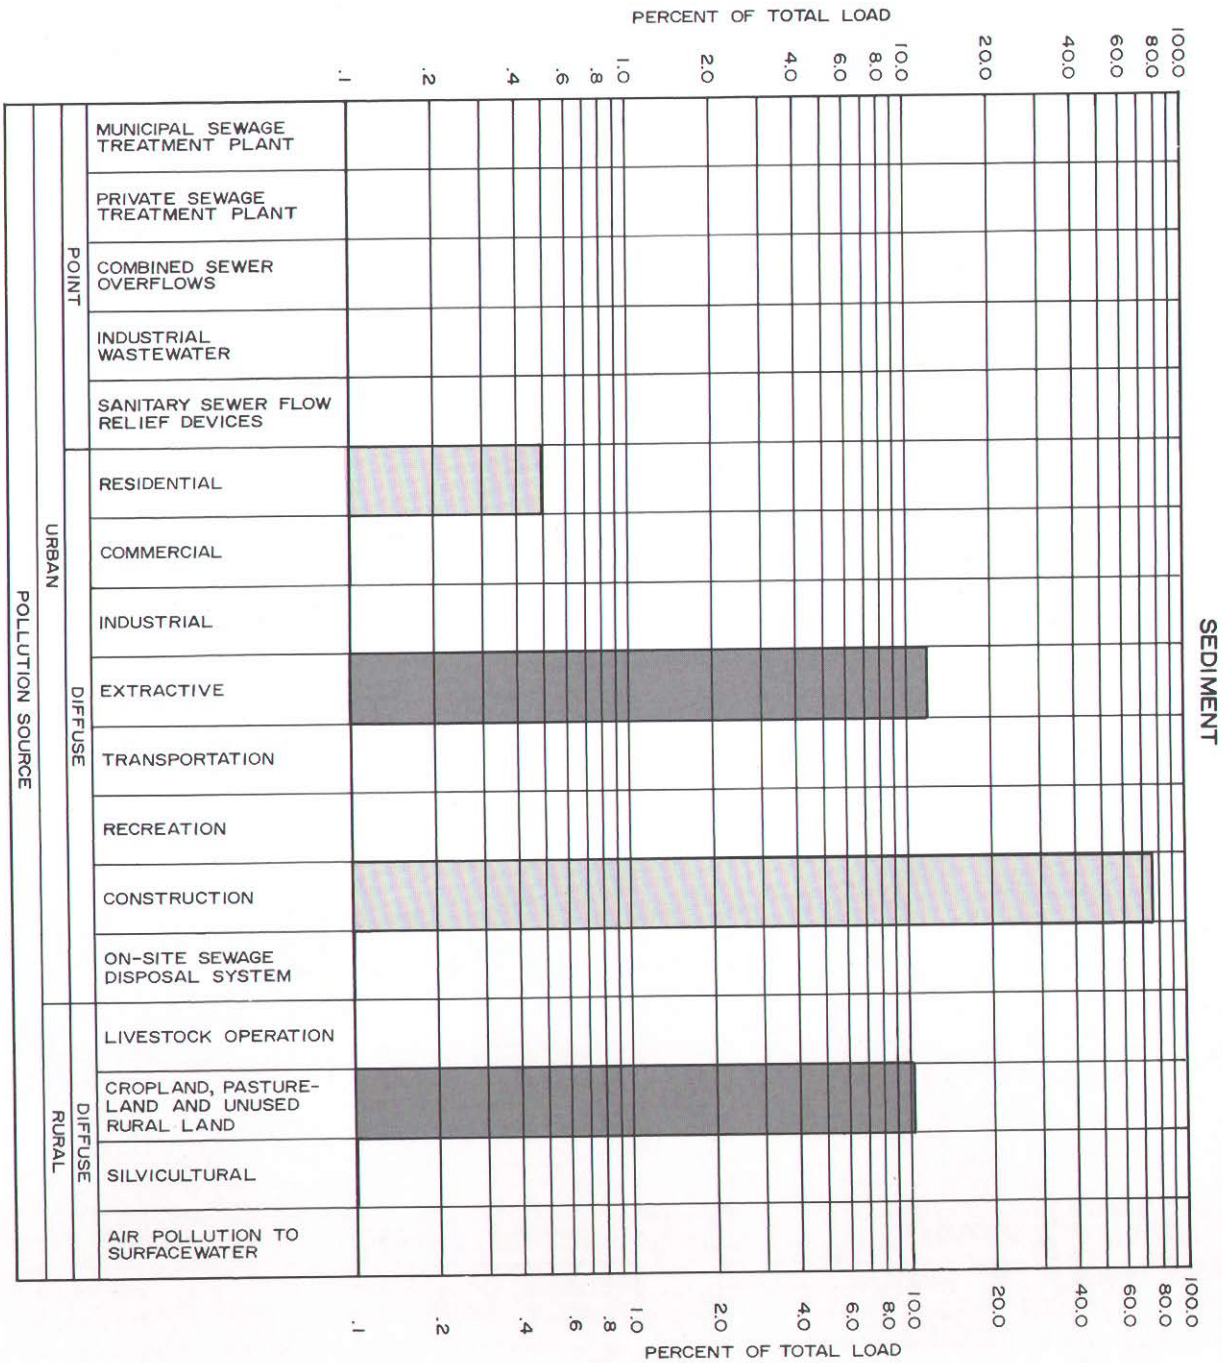 PERCENT OF TOTAL LOAD
.1 .2 .4 .6 .8 1.0 2.0 4.0 6.0 8.0 10.0 20.0 40.0 60.0 80.0 100.0
MUNICIPAL SEWAGE
TREATMENT PLANT
PRIVATE SEWAGE
TREATMENT PLANT
COMBINED SEWER
OVERFLOWS
INDUSTRIAL
WASTEWATER
SANITARY SEWER FLOW
RELIEF DEVICES
POINT
RESIDENTIAL
COMMERCIAL
INDUSTRIAL
EXTRACTIVE
TRANSPORTATION
RECREATION
CONSTRUCTION
ON-SITE SEWAGE
DISPOSAL SYSTEM
DIFFUSE
URBAN
LIVESTOCK OPERATION
CROPLAND, PASTURE-
LAND AND UNUSED
RURAL LAND
SILVICULTURAL
AIR POLLUTION TO
SURFACEWATER
DIFFUSE
RURAL
POLLUTION SOURCE
SEDIMENT
.1 .2 .4 .6 .8 1.0 2.0 4.0 6.0 8.0 10.0 20.0 40.0 60.0 80.0 100.0
PERCENT OF TOTAL LOAD